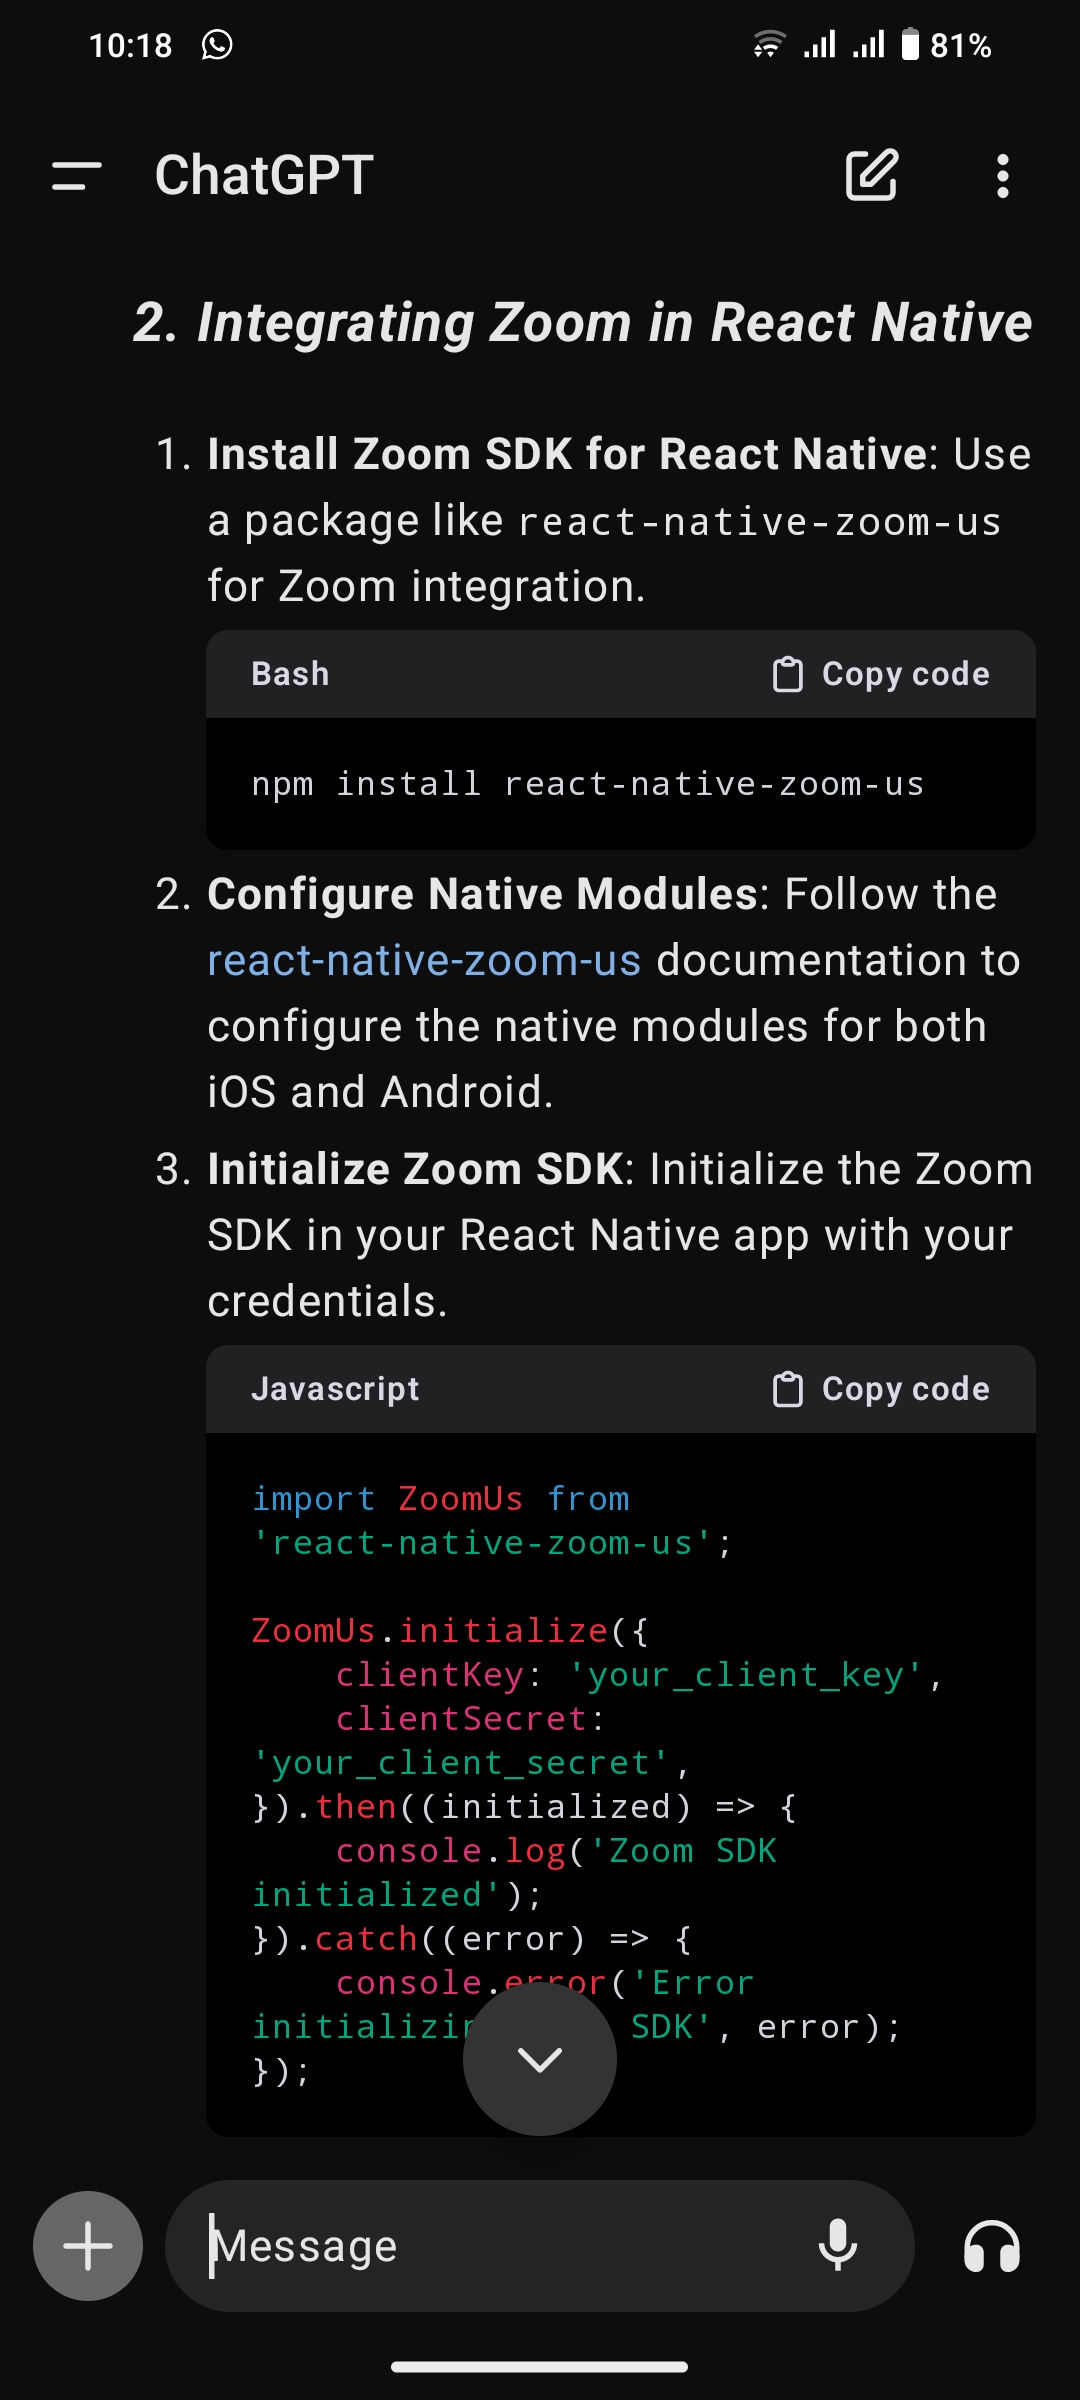 10:18 81%
ChatGPT
2. Integrating Zoom in React Native
1. Install Zoom SDK for React Native: Use
a package like react-native-zoom-us
for Zoom integration.
Bash Copy code
npm install react-native-zoom-us
2. Configure Native Modules: Follow the
react-native-zoom-us documentation to
configure the native modules for both
iOS and Android.
3. Initialize Zoom SDK: Initialize the Zoom
SDK in your React Native app with your
credentials.
Javascript Copy code
import ZoomUs from
'react-native-zoom-us';
ZoomUs.initialize({
clientKey: 'your_client_key',
clientSecret:
'your_client_secret',
}).then((initialized) => {
console.log('Zoom SDK
initialized');
}).catch((error) => {
console.error('Error
SDK', error);
});
Message